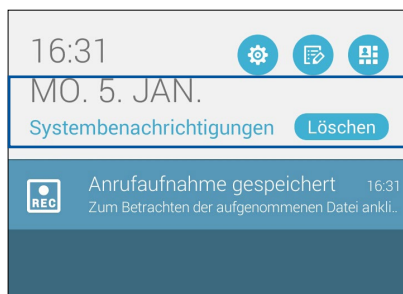 16:31
MO. 5. JAN.
Systembenachrichtigungen Löschen
Anrufaufnahme gespeichert 16:31
REC Zum Betrachten der aufgenommenen Datei ankli..